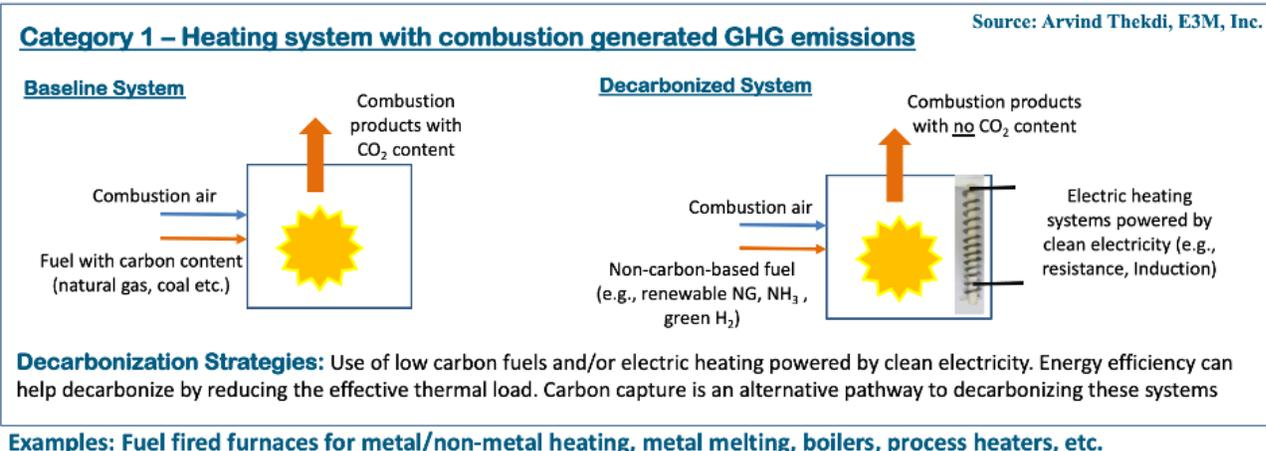 Source: Arvind Thekdi, E3M, Inc.
Category 1 – Heating system with combustion generated GHG emissions
Baseline System
Combustion
products with
CO₂ content
Combustion air
Fuel with carbon content
(natural gas, coal etc.)
Decarbonized System
Combustion products
with no CO₂ content
Combustion air
Non-carbon-based fuel
(e.g., renewable NG, NH₃ ,
green H₂)
Electric heating
systems powered by
clean electricity (e.g.,
resistance, Induction)
Decarbonization Strategies: Use of low carbon fuels and/or electric heating powered by clean electricity. Energy efficiency can
help decarbonize by reducing the effective thermal load. Carbon capture is an alternative pathway to decarbonizing these systems
Examples: Fuel fired furnaces for metal/non-metal heating, metal melting, boilers, process heaters, etc.